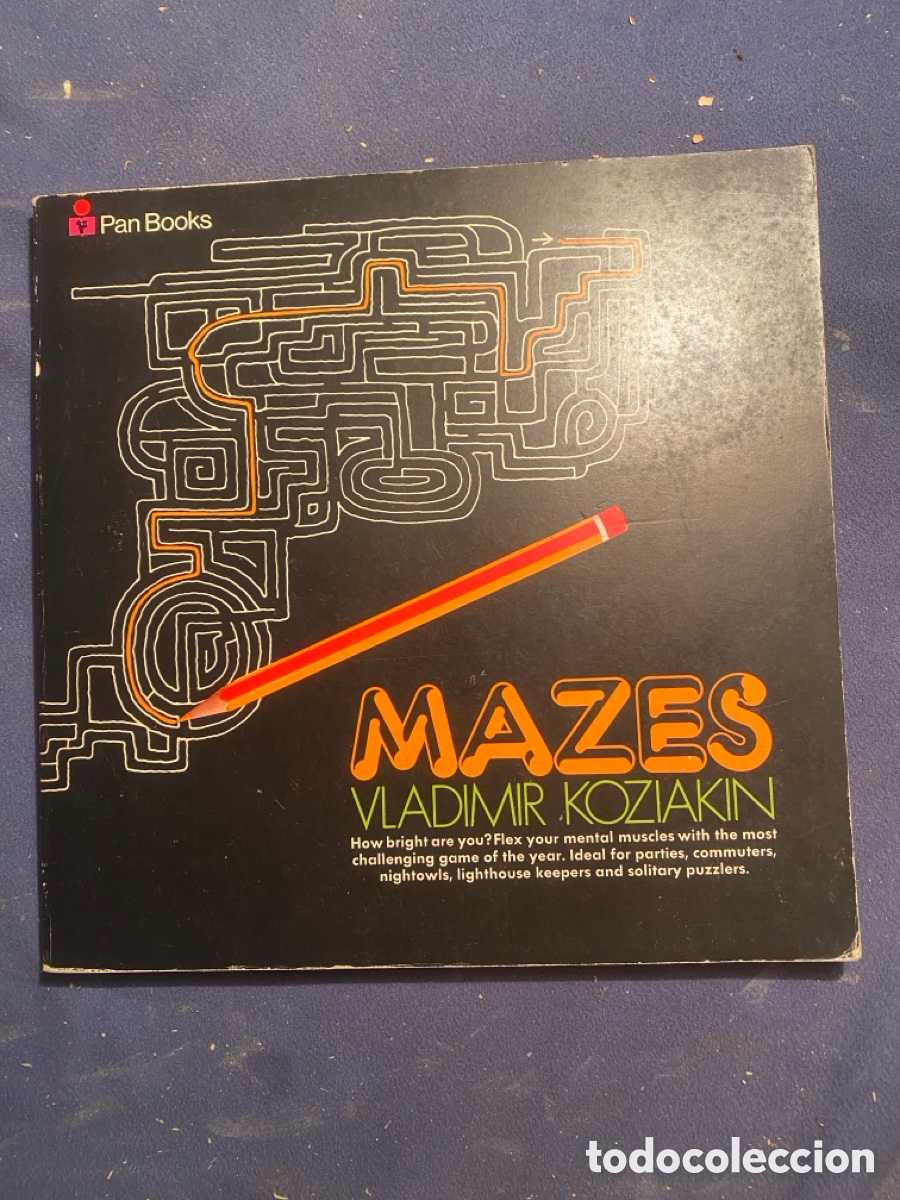 Pan Books
MAZES
VLADIMIR KOZIAKIN
How bright are you? Flex your mental muscles with the most
challenging game of the year. Ideal for parties, commuters,
nightowls, lighthouse keepers and solitary puzzlers.
todocoleccion